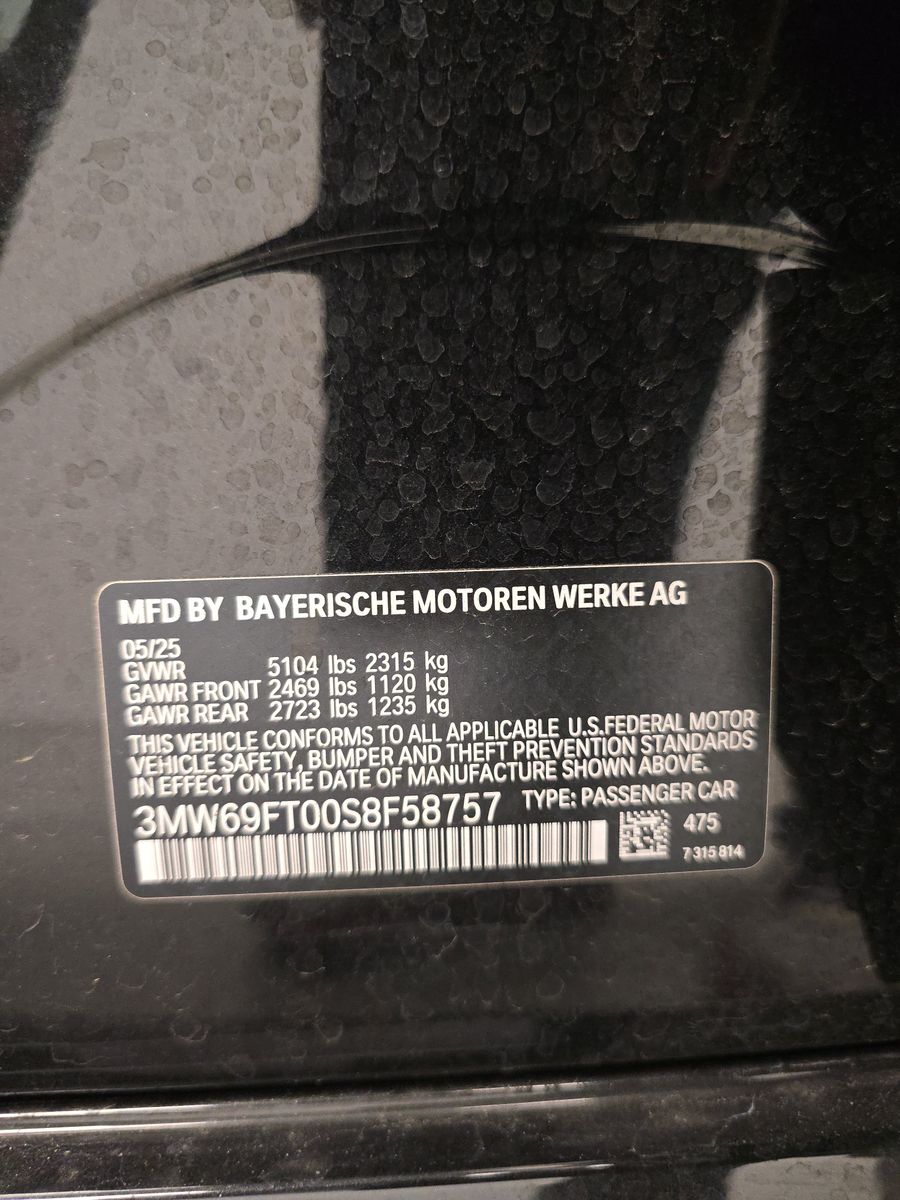 MFD BY BAYERISCHE MOTOREN WERKE AG
05/25
GVWR 5104 lbs 2315 kg
GAWR FRONT 2469 lbs 1120 kg
GAWR REAR 2723 lbs 1235 kg
THIS VEHICLE CONFORMS TO ALL APPLICABLE U.S.FEDERAL MOTOR
VEHICLE SAFETY, BUMPER AND THEFT PREVENTION STANDARDS
IN EFFECT ON THE DATE OF MANUFACTURE SHOWN ABOVE.
3MW69FT00S8F58757 TYPE: PASSENGER CAR
475
7 315 814